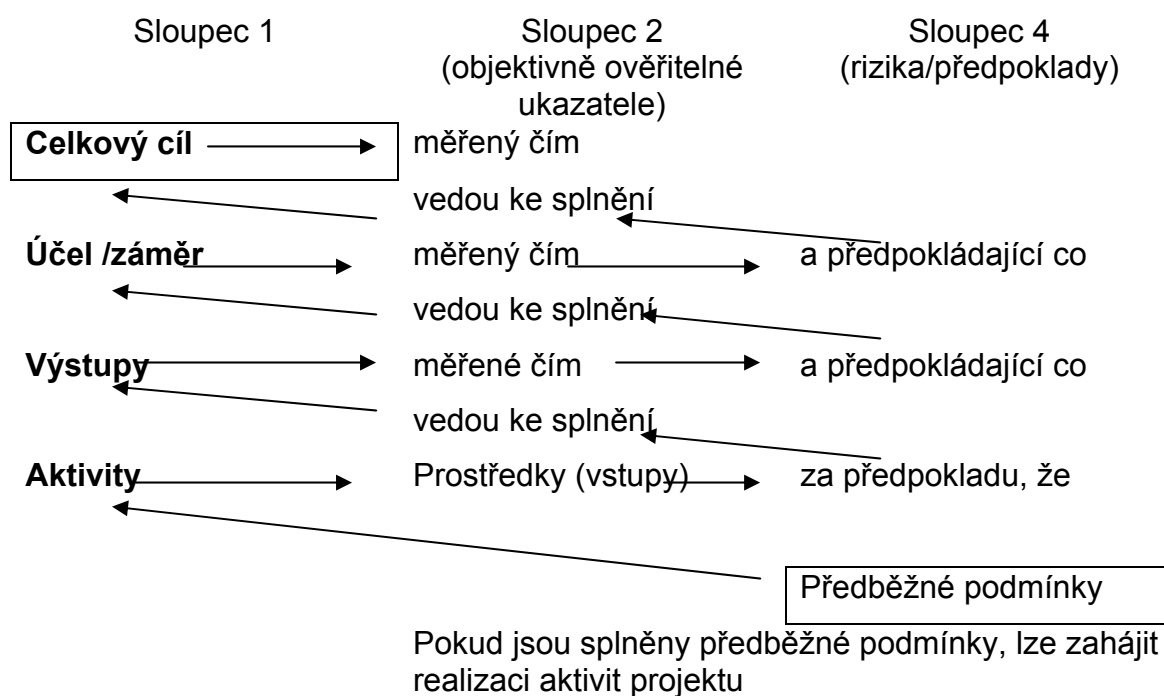 Sloupec 1 Sloupec 2 Sloupec 4
(objektivně ověřitelné (rizika/předpoklady)
ukazatele)
Celkový cíl měřený čím
vedou ke splnění
Účel /záměr měřený čím a předpokládající co
vedou ke splnění
Výstupy měřené čím a předpokládající co
vedou ke splnění
Aktivity Prostředky (vstupy) za předpokladu, že
Předběžné podmínky
Pokud jsou splněny předběžné podmínky, lze zahájit
realizaci aktivit projektu